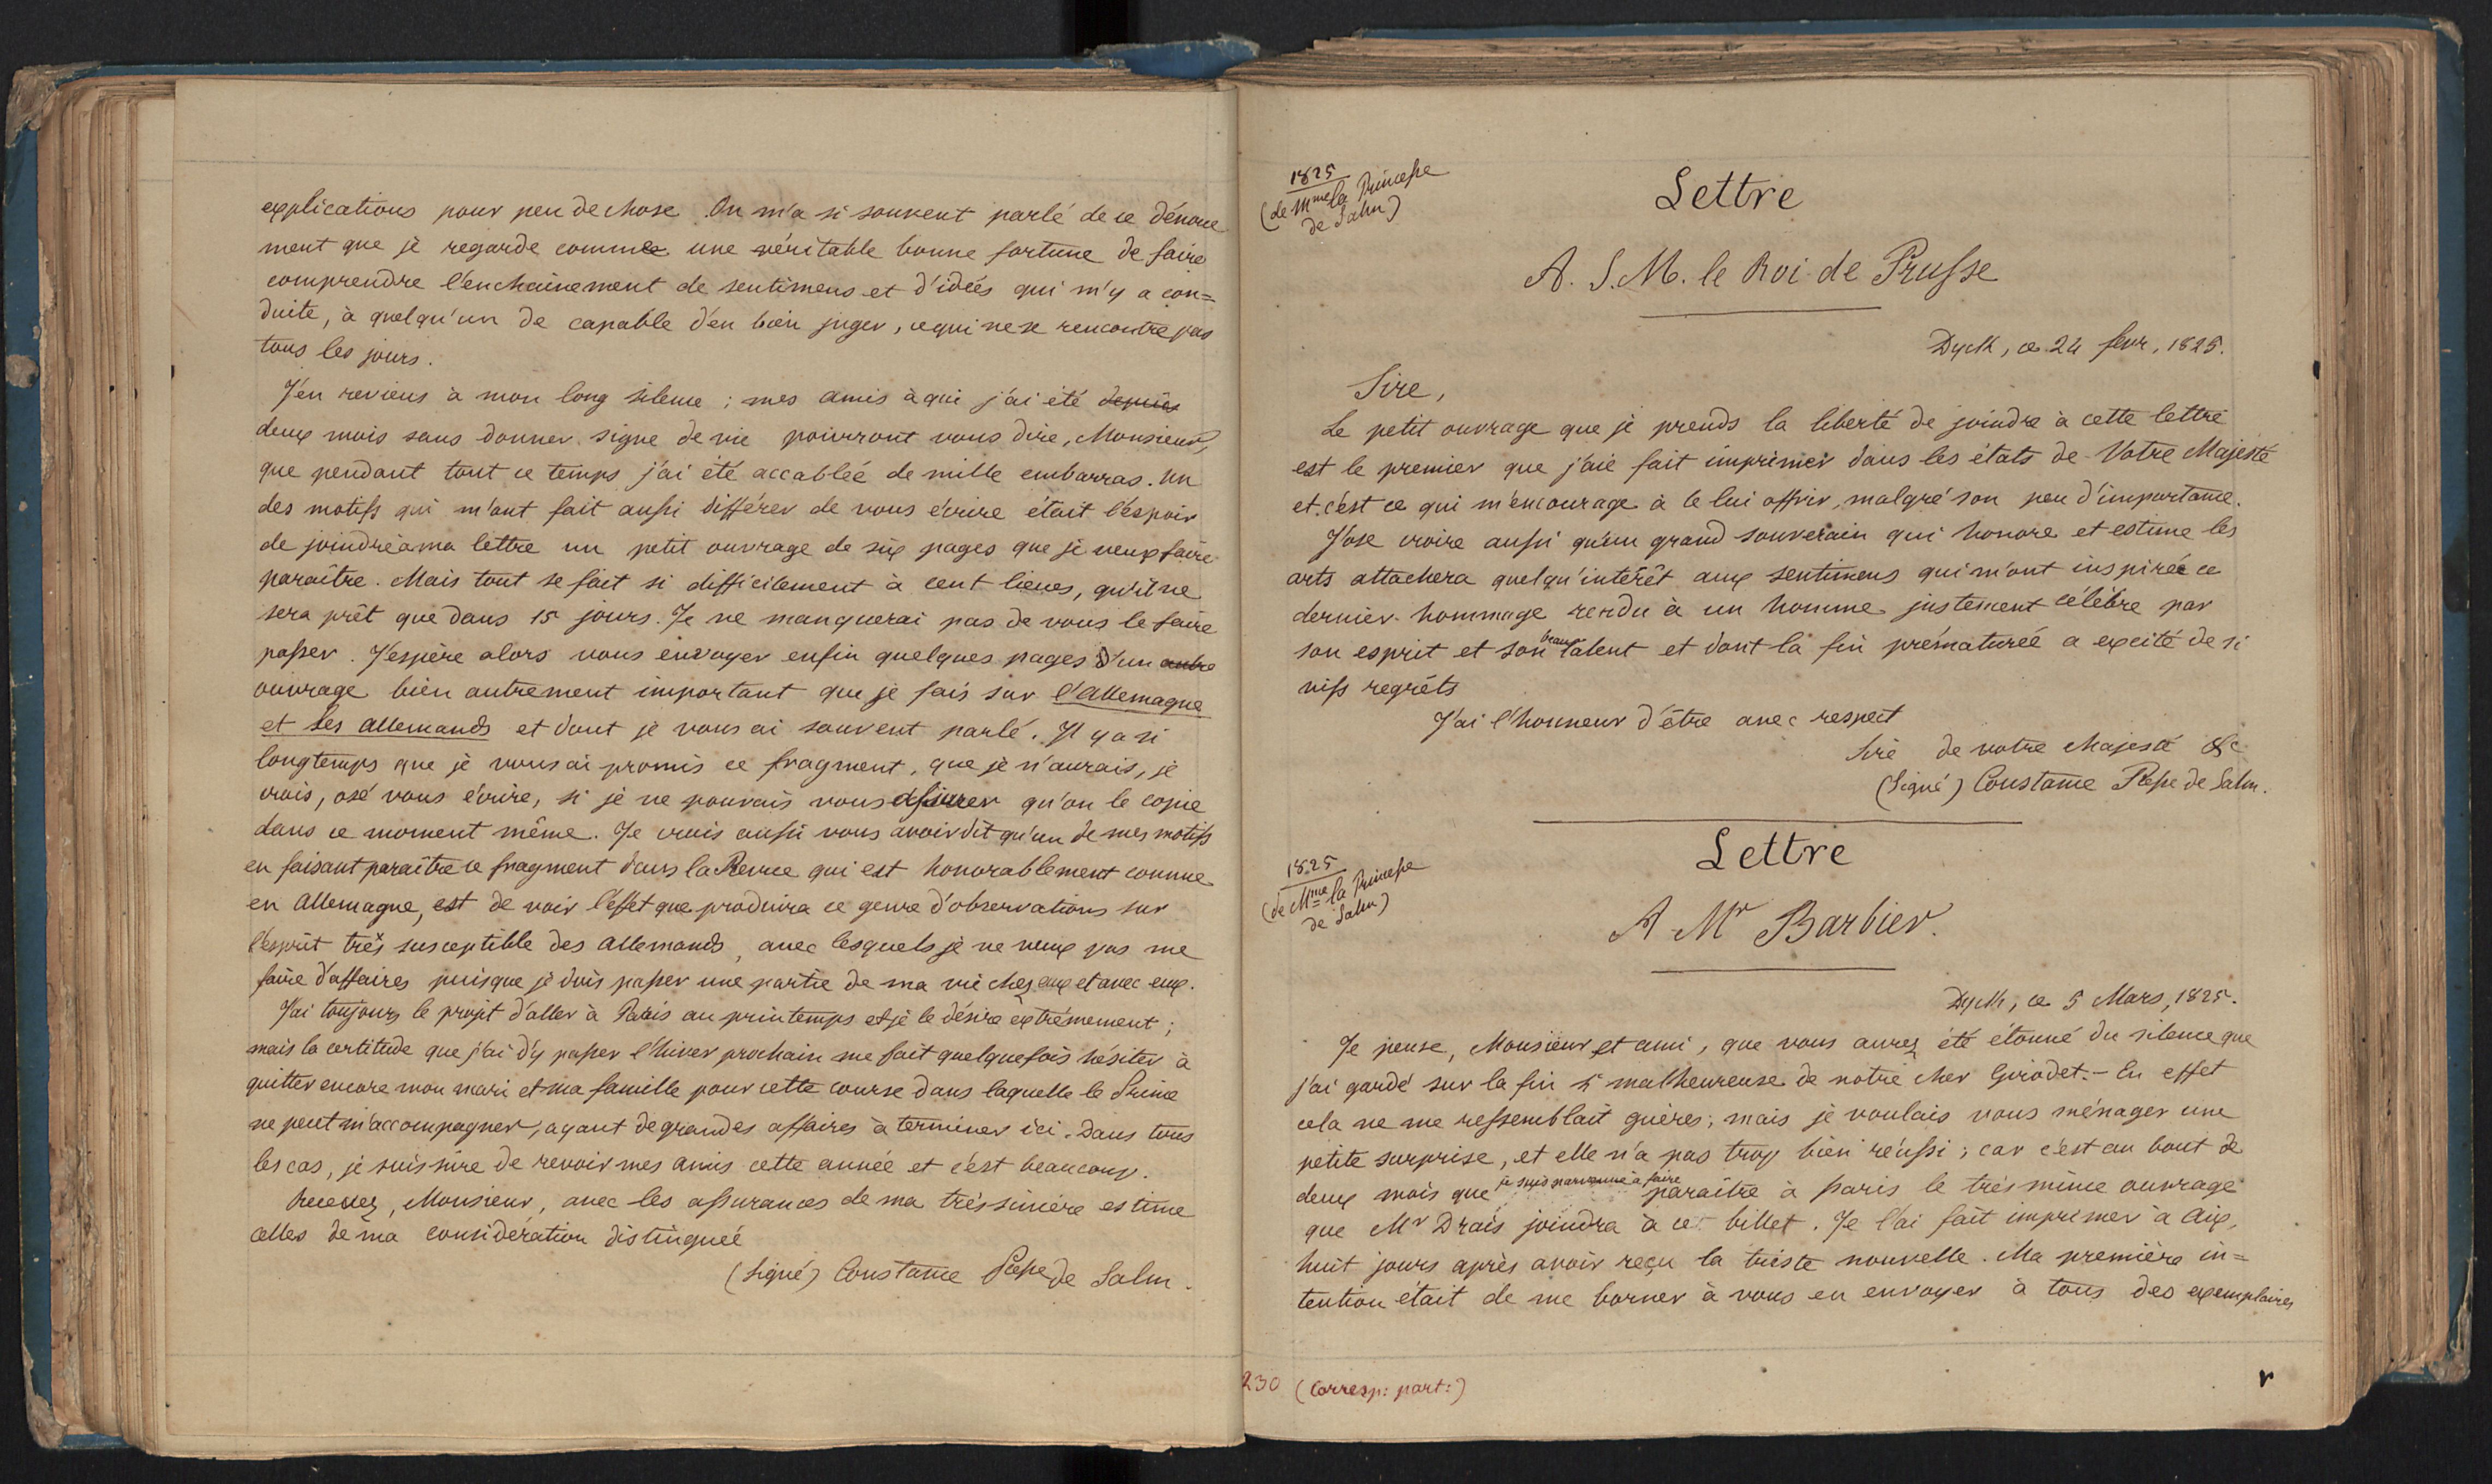 explications pour peu de chose. On m'a si souvent parlé de ce dénoue
ment que je regarde comme une véritable bonne fortune de faire
comprendre l'enchaînement de sentimens et d'idées qui m'y a con=
duite, à quelqu'un de capable d'en bien juger, ce qui ne se rencontre pas
tous les jours.
J'en reviens à mon long silence ; mes amis à qui j'ai été depuis
deux mois sans donner signe de vie pourront vous dire, Monsieur,
que pendant tout ce temps j'ai été accablée de mille embarras. Un
des motifs qui m'ont fait aussi différer de vous écrire était l'espoir
de joindre à ma lettre un petit ouvrage de six pages que je veux faire
paraître. Mais tout se fait si difficilement à cent lieues, qu'il ne
sera prêt que dans 15 jours. Je ne manquerai pas de vous le faire
passer. J'espère alors vous envoyer enfin quelques pages d'un autre
ouvrage bien autrement important que je fais sur l'allemagne
et les allemands et dont je vous ai souvent parlé. Il y a si
longtemps que je vous ai promis ce fragment, que je n'aurais, je
crois, osé vous écrire, si je ne pouvais vous assurer qu'on le copie
dans ce moment même. Je crois aussi vous avoir dit qu'un de mes motifs
en faisant paraître ce fragment dans la Revue qui est honorablement connue
en Allemagne, est de voir l'effet que produira ce genre d'observations sur
l'esprit très susceptible des allemands, avec lesquels je ne veux pas me
faire d'affaires puisque je dois passer une partie de ma vie chez eux et avec eux.
J'ai toujours le projet d'aller à Paris au printemps et je le désire extrêmement ;
mais la certitude que j'ai d'y passer l'hiver prochain me fait quelquefois hésiter à
quitter encore mon mari et ma famille pour cette course dans laquelle le Prince
ne peut m'accompagner, ayant de grandes affaires à terminer ici. Dans tous
les cas, je suis sûre de revoir mes amis cette année et c'est beaucoup.
Recevez, Monsieur, avec les assurances de ma très sincère estime
celles de ma considération distinguée
(signé) Constance Psse de Salm.
1825
(de Mme la Princesse
de Salm)
Lettre
A. S. M. le Roi de Prusse
Dyck, ce 24 fevr, 1825.
Sire,
Le petit ouvrage que je prends la liberté de joindre à cette lettre
est le premier que j'aie fait imprimer dans les états de Votre Majesté
et c'est ce qui m'encourage à le lui offrir, malgré son peu d'importance.
J'ose croire aussi qu'un grand souverain qui honore et estime les
arts attachera quelqu'intérêt aux sentimens qui m'ont inspirée ce
dernier hommage rendu à un homme justement célèbre par
son esprit et son beau talent et dont la fin prématurée a excité de si
vifs regrêts
J'ai l'honneur d'être avec respect
Sire de votre Majesté &c
(signé) Constance Psse de Salm.
1825
(de Mme la Princesse
de Salm)
Lettre
A Mr Barbier.
Dyck, ce 5 Mars, 1825.
Je pense, Monsieur et ami, que vous aurez été étonné du silence que
j'ai gardé sur la fin si malheureuse de notre cher Girodet. - En effet
cela ne me ressemblait guères ; mais je voulais vous ménager une
petite surprise, et elle n'a pas trop bien réussi ; car c'est au bout de
deux mois que je suis parvenue à faire paraître à Paris le très mince ouvrage
que Mr Drais joindra à ce billet. Je l'ai fait imprimer à Aix,
huit jours après avoir reçu la triste nouvelle. Ma première in=
tention était de me borner à vous en envoyer à tous des exemplaires
230 (Corresp: part:)